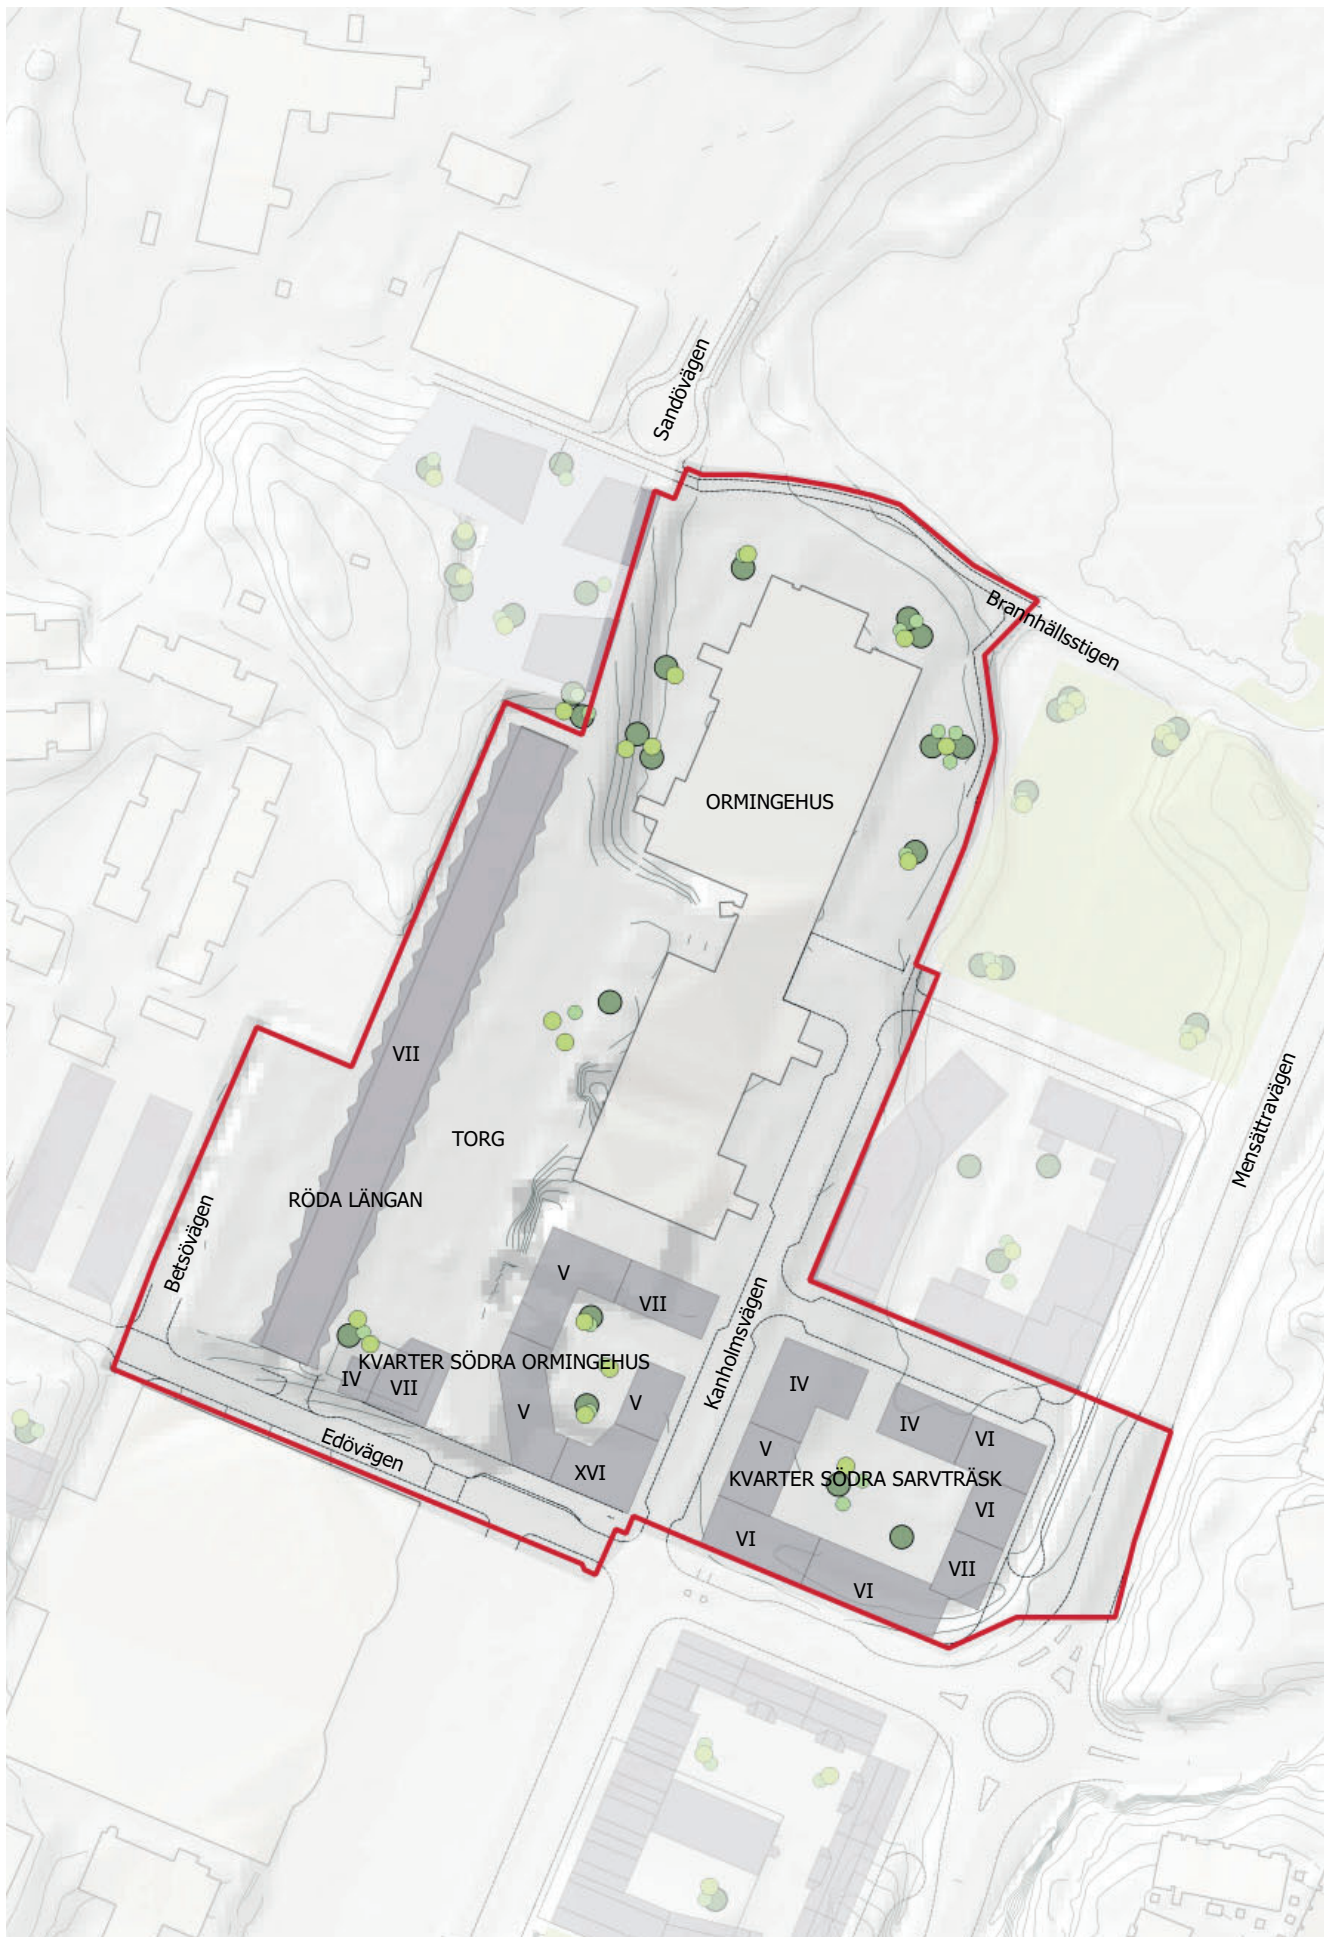 Sandövägen
Brannhällsstigen
ORMINGEHUS
VII
TORG
Mensättravägen
RÖDA LÄNGAN
Betsövägen
V
VII
Kanholmsvägen
KVARTER SÖDRA ORMINGEHUS
IV
VII
V
V
XVI
Edövägen
IV
IV
VI
V
KVARTER SÖDRA SARVTRÄSK
VI
VI
VII
VI